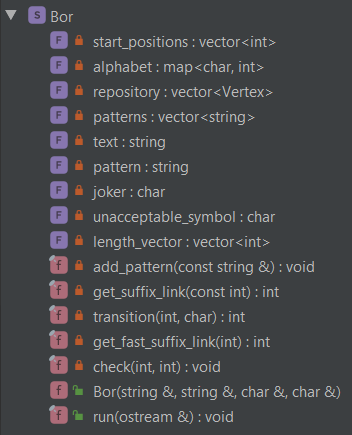 S Bor
F start_positions : vector<int>
F alphabet : map<char, int>
F repository : vector<Vertex>
F patterns : vector<string>
F text : string
F pattern : string
F joker : char
F unacceptable_symbol : char
F length_vector : vector<int>
f add_pattern(const string &) : void
f get_suffix_link(const int) : int
f transition(int, char) : int
f get_fast_suffix_link(int) : int
f check(int, int) : void
F Bor(string &, string &, char &, char &)
f run(ostream &) : void